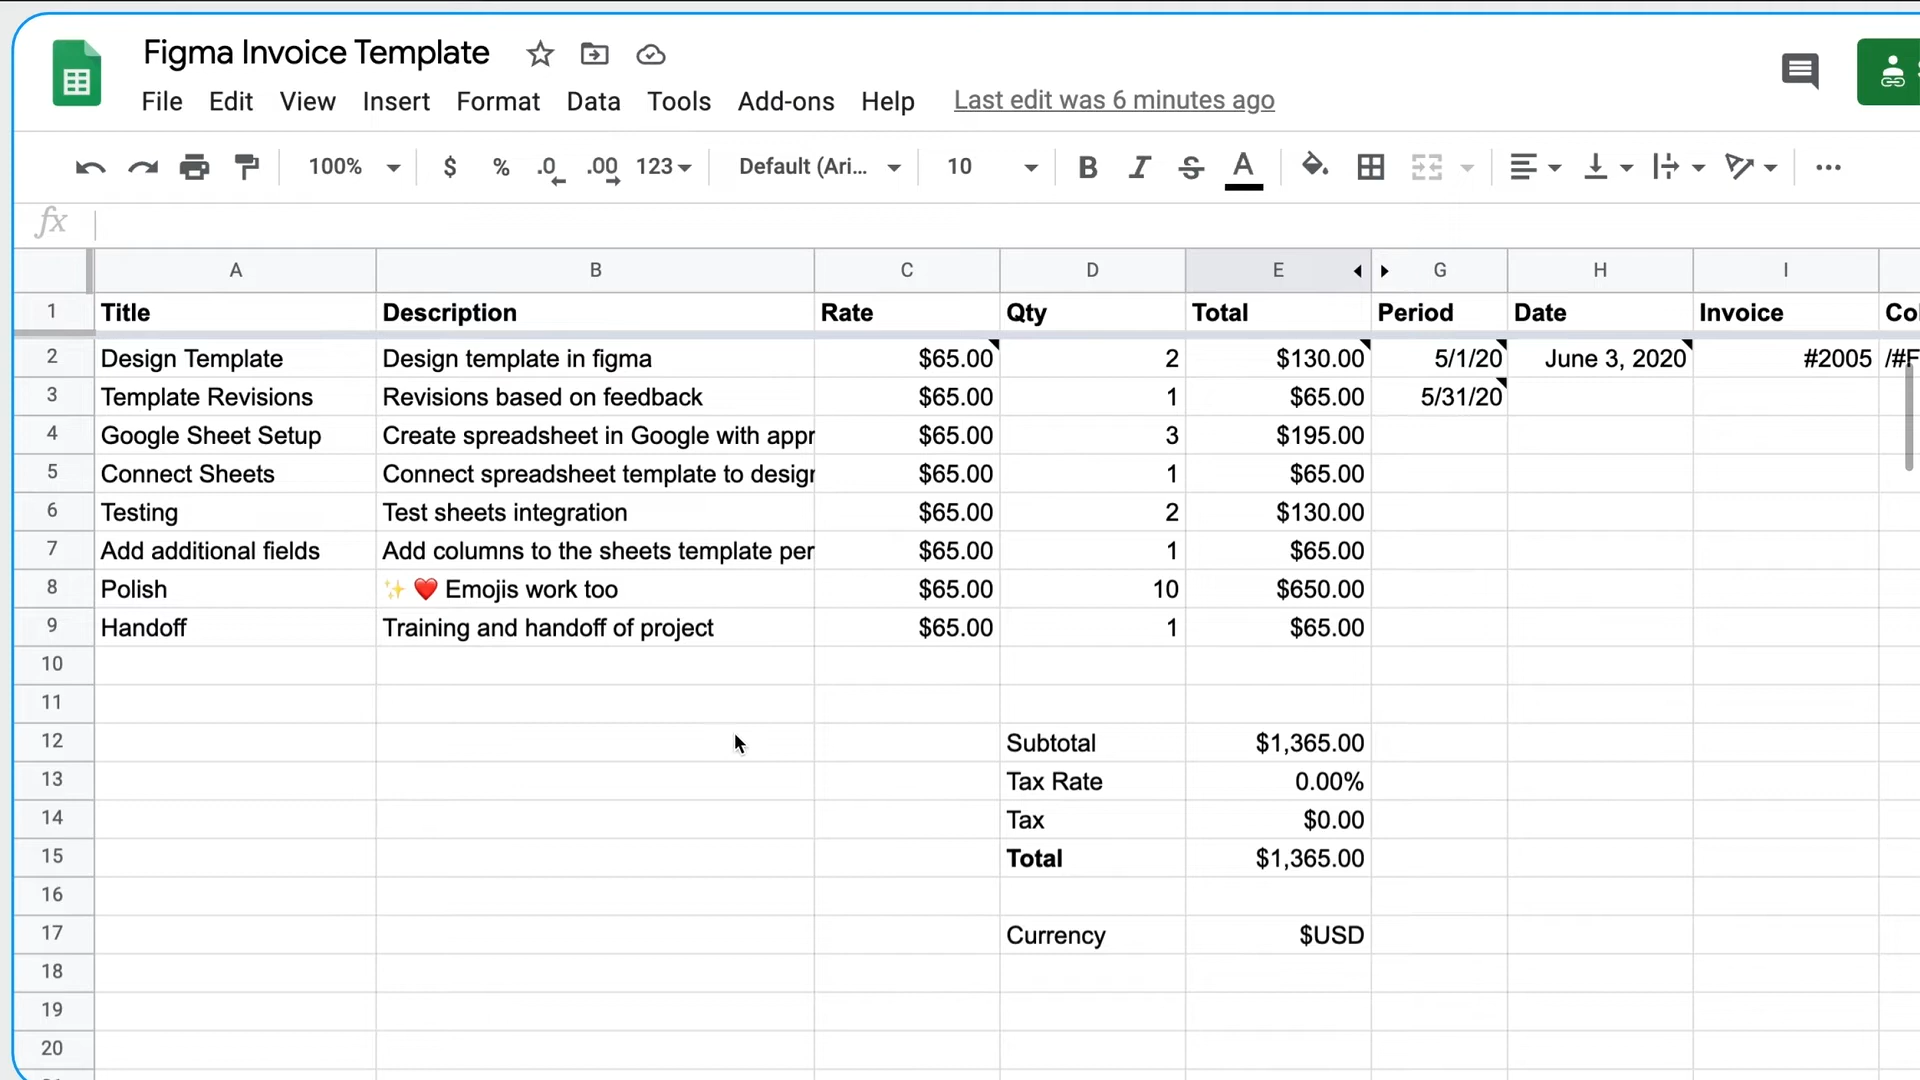 Figma Invoice Template
File Edit View Insert Format Data Tools Add-ons Help Last edit was 6 minutes ago
100% $ % .0 .00 123 Default (Ari... 10 B I S A
fx
A B C D E G H I
1 Title Description Rate Qty Total Period Date Invoice Col
2 Design Template Design template in figma $65.00 2 $130.00 5/1/20 June 3, 2020 #2005 /#F
3 Template Revisions Revisions based on feedback $65.00 1 $65.00 5/31/20
4 Google Sheet Setup Create spreadsheet in Google with appr $65.00 3 $195.00
5 Connect Sheets Connect spreadsheet template to design $65.00 1 $65.00
6 Testing Test sheets integration $65.00 2 $130.00
7 Add additional fields Add columns to the sheets template per $65.00 1 $65.00
8 Polish ✨ ❤️ Emojis work too $65.00 10 $650.00
9 Handoff Training and handoff of project $65.00 1 $65.00
10
11
12 Subtotal $1,365.00
13 Tax Rate 0.00%
14 Tax $0.00
15 Total $1,365.00
16
17 Currency $USD
18
19
20